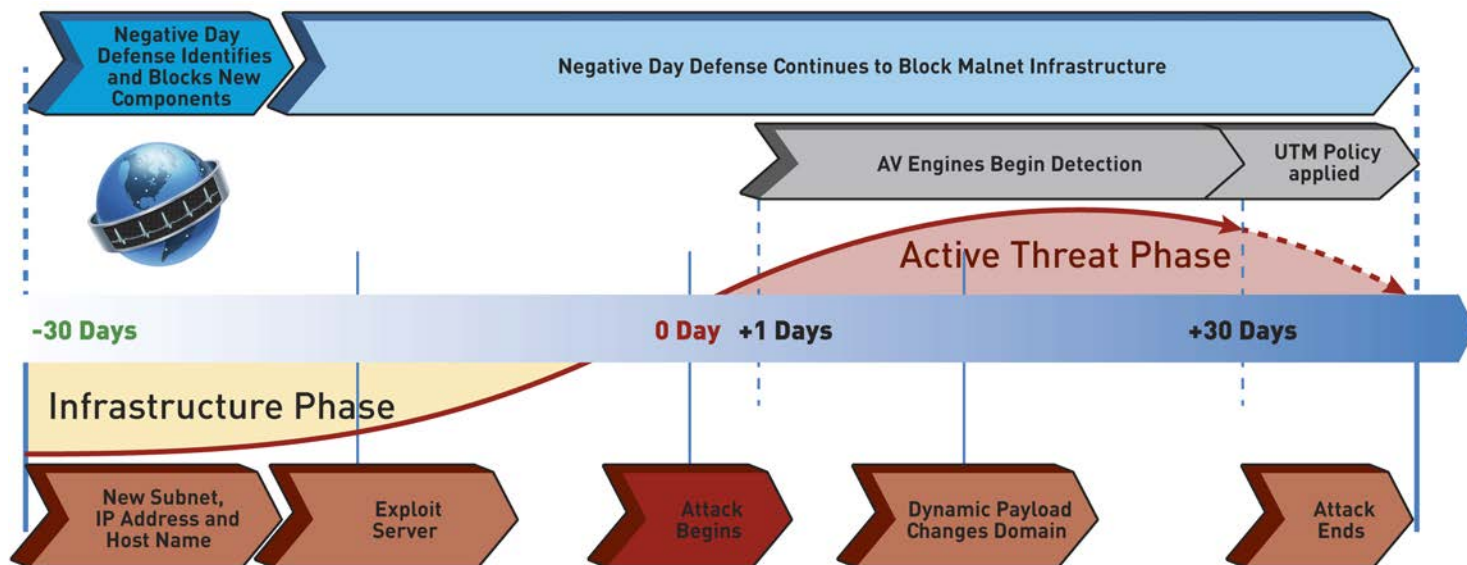 Negative Day
Defense Identifies
and Blocks New
Components
Negative Day Defense Continues to Block Malnet Infrastructure
AV Engines Begin Detection
UTM Policy
applied
Active Threat Phase
-30 Days
0 Day
+1 Days
+30 Days
Infrastructure Phase
New Subnet,
IP Address and
Host Name
Exploit
Server
Attack
Begins
Dynamic Payload
Changes Domain
Attack
Ends